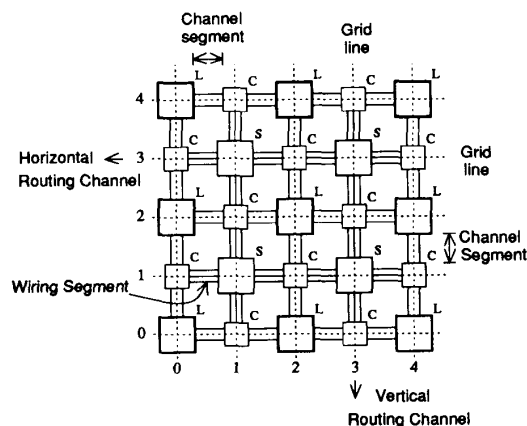 Channel
segment
Grid
line
L C L C L
4
C S C S C
Horizontal
Routing Channel
3
Grid
line
L C L C L
2
Channel
Segment
C S C S C
1
Wiring Segment
L C L C L
0
0 1 2 3 4
Vertical
Routing Channel